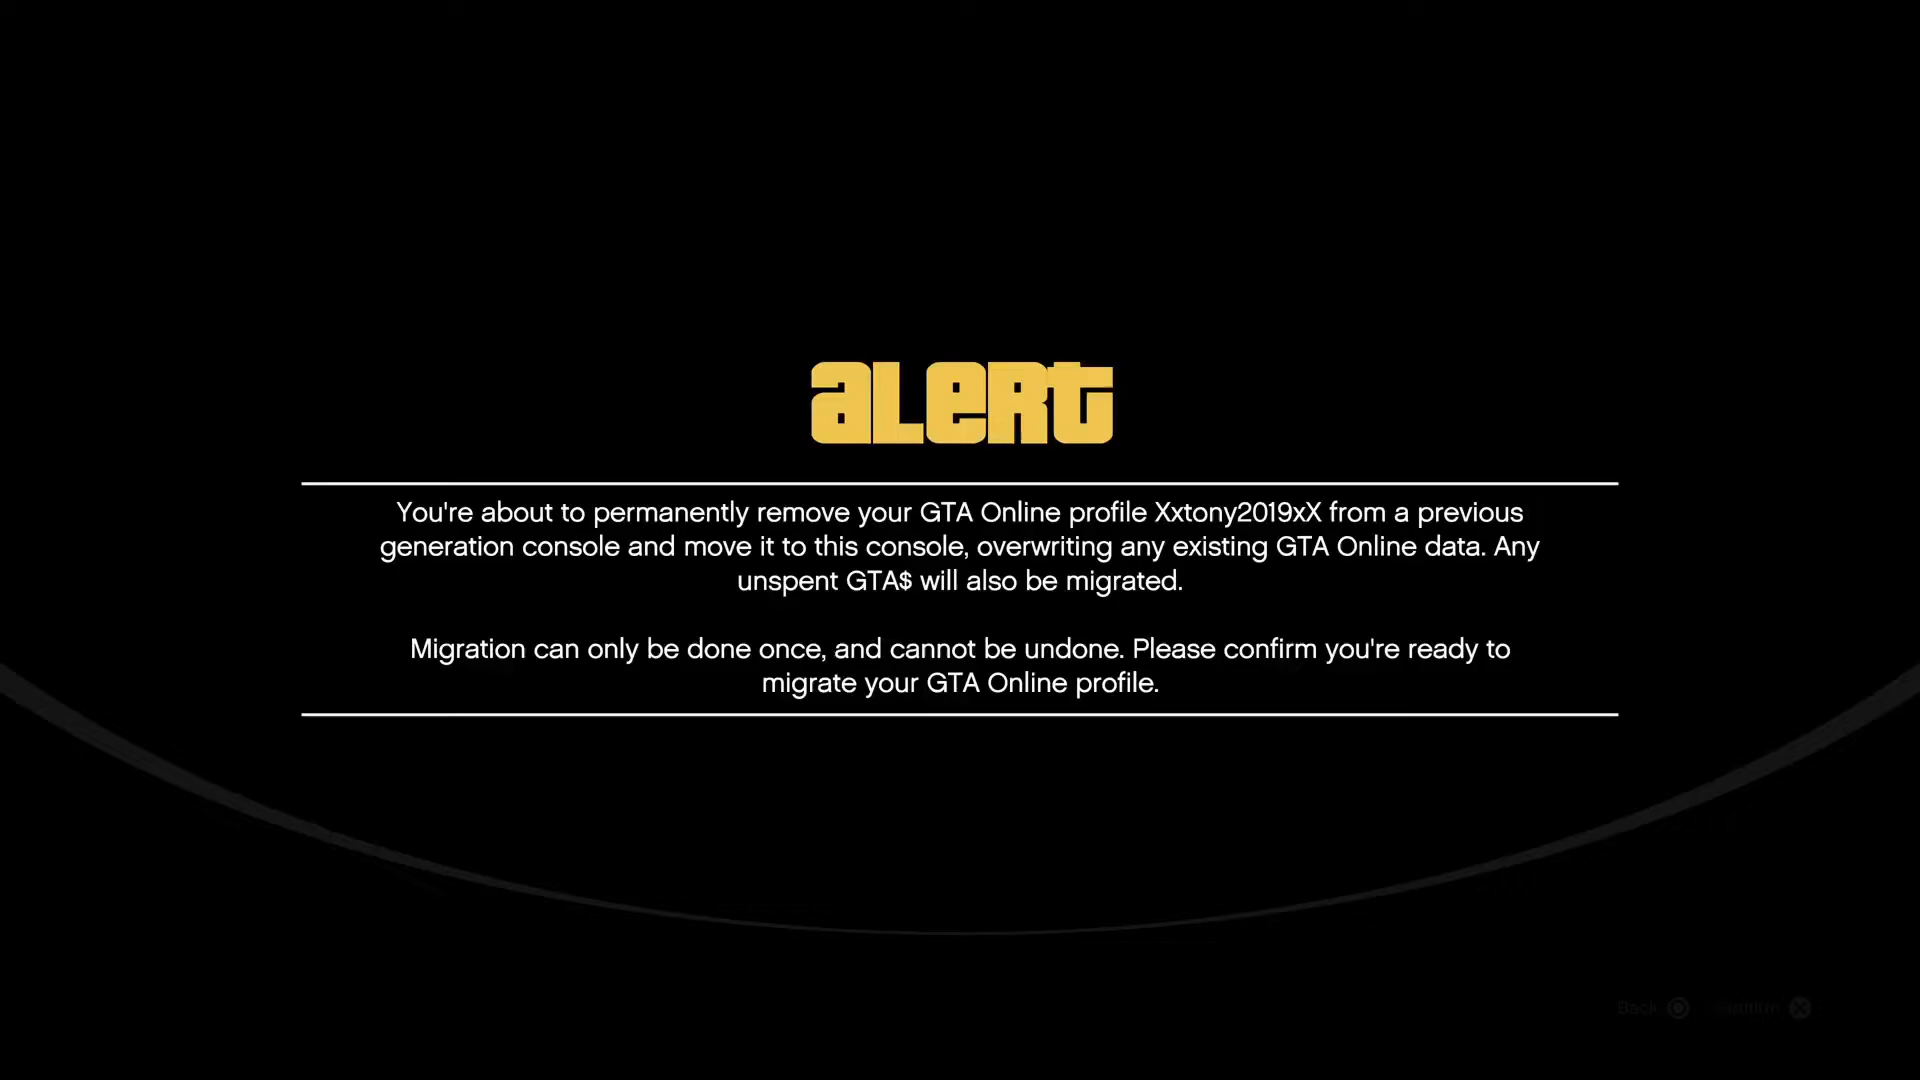 aLeRt
You're about to permanently remove your GTA Online profile Xxtony2019xX from a previous
generation console and move it to this console, overwriting any existing GTA Online data. Any
unspent GTA$ will also be migrated.
Migration can only be done once, and cannot be undone. Please confirm you're ready to
migrate your GTA Online profile.
Back